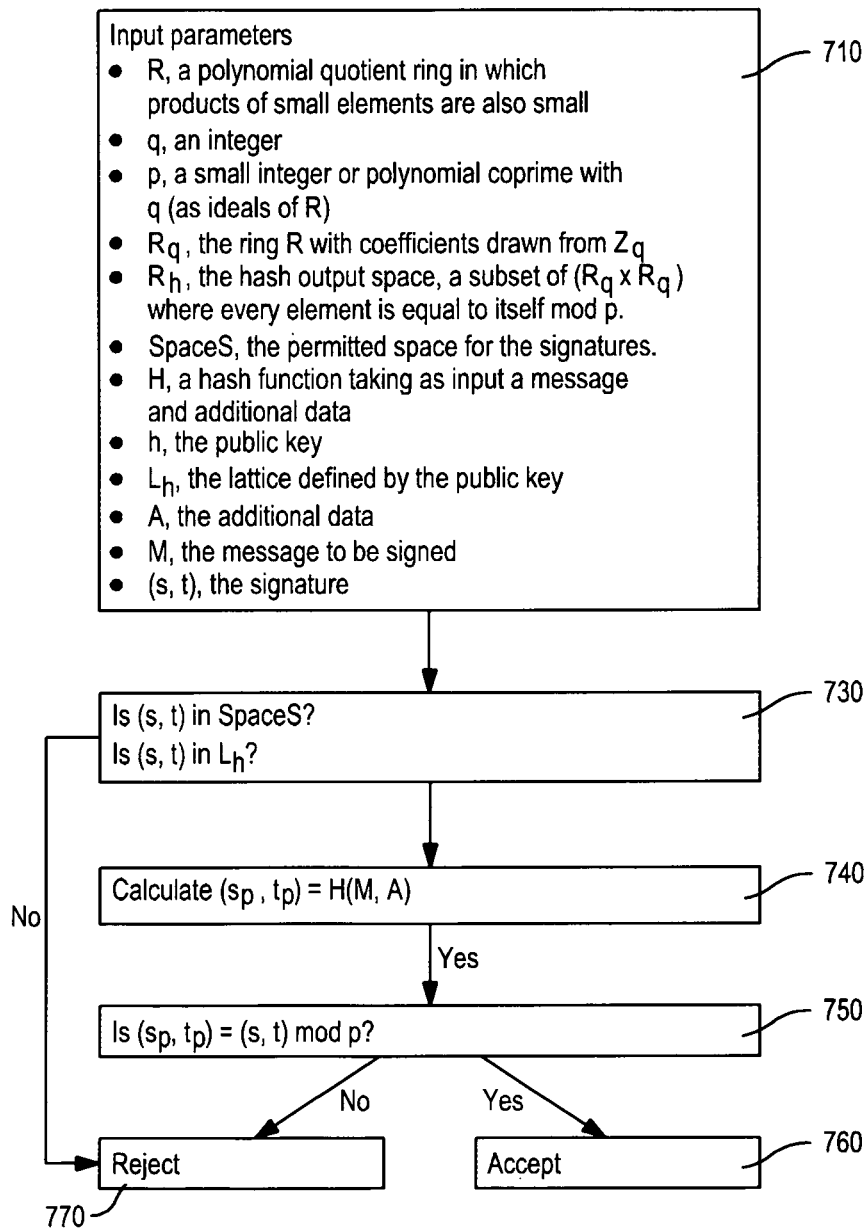 Input parameters
710
• R, a polynomial quotient ring in which
products of small elements are also small
• q, an integer
• p, a small integer or polynomial coprime with
q (as ideals of R)
• Rq, the ring R with coefficients drawn from Zq
• Rh, the hash output space, a subset of (Rq x Rq)
where every element is equal to itself mod p.
• SpaceS, the permitted space for the signatures.
• H, a hash function taking as input a message
and additional data
• h, the public key
• Lh, the lattice defined by the public key
• A, the additional data
• M, the message to be signed
• (s, t), the signature
730
Is (s, t) in SpaceS?
Is (s, t) in Lh?
740
Calculate (sp, tp) = H(M, A)
No
Yes
750
Is (sp, tp) = (s, t) mod p?
No
Yes
760
Reject
Accept
770